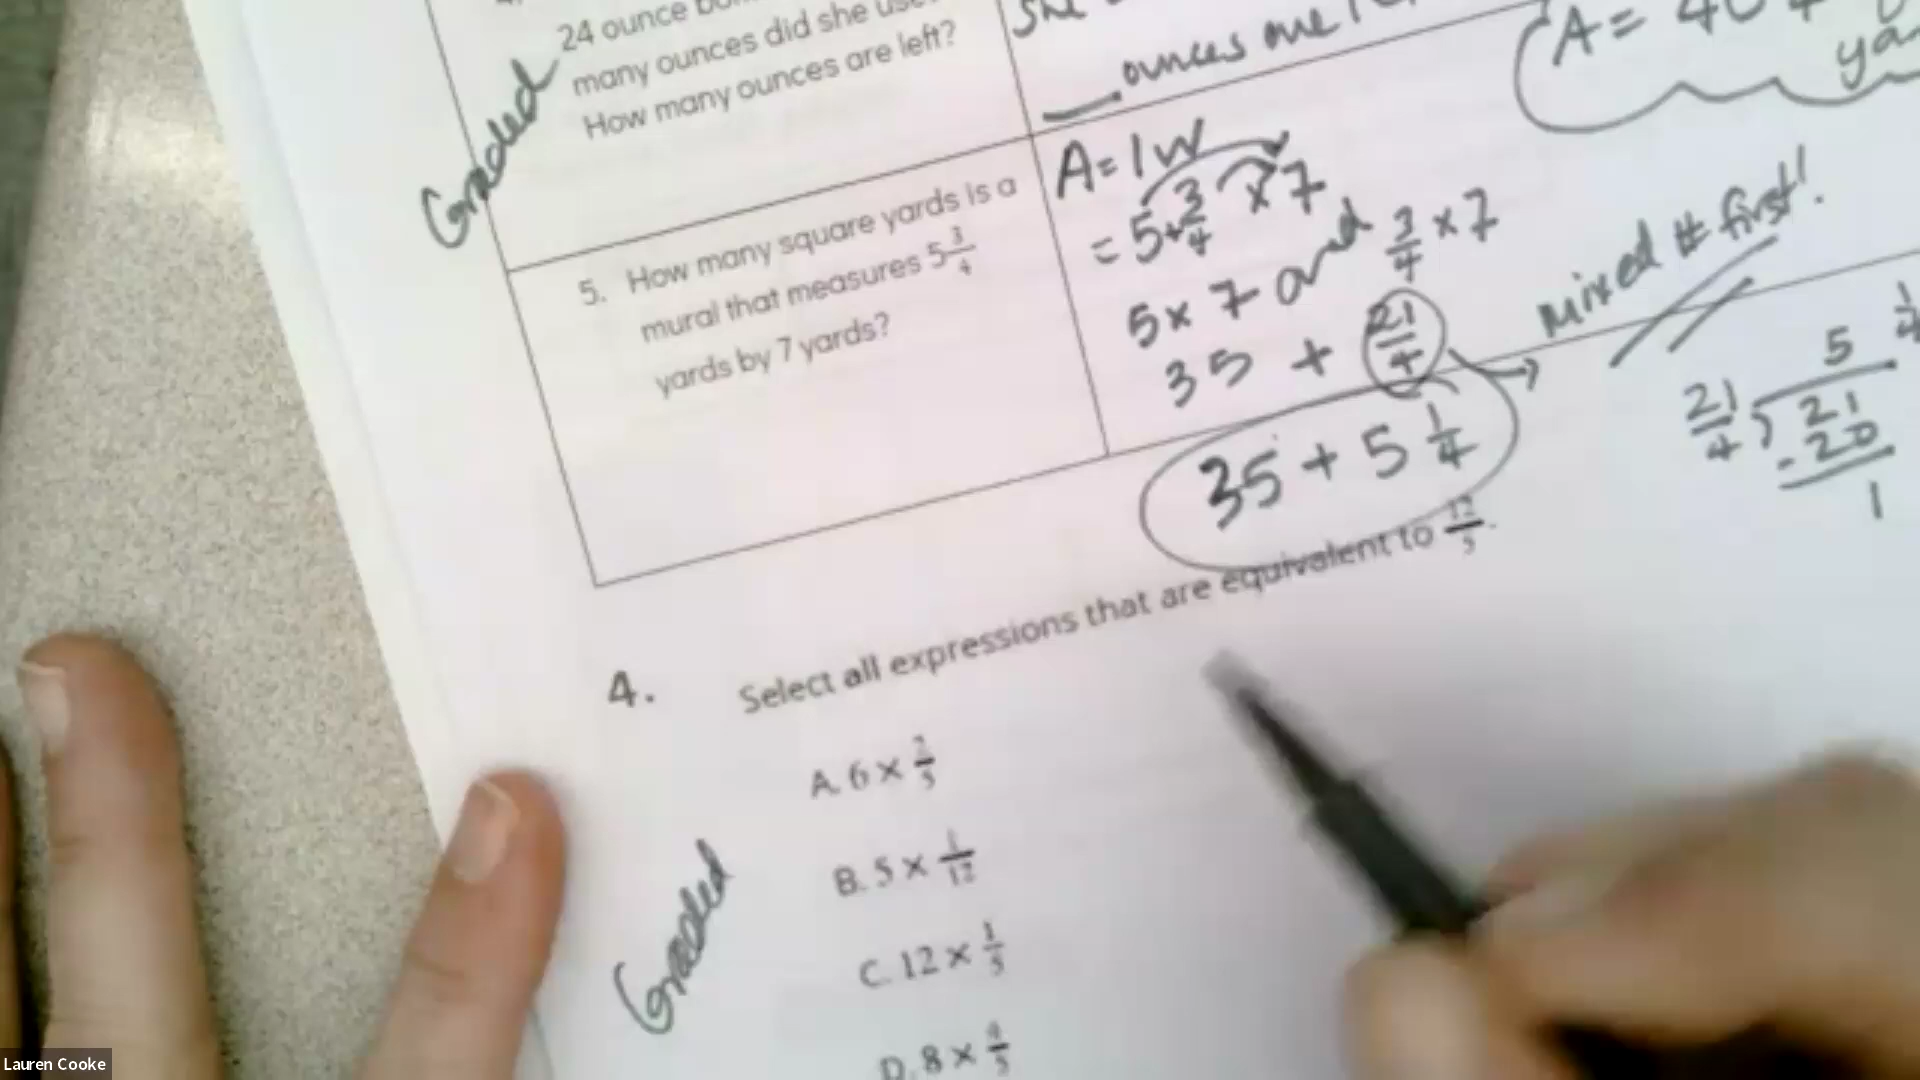 24 ounce
many ounces did she use
How many ounces are left?
Graded
she
ounces are
A = 40 +
A = l w
= 5 + 3/4 x 7
5 x 7 and 3/4 x 7
35 + 21/4
35 + 5 1/4
Mixed # first!
5 1/4
21/4 21
- 20
1
5. How many square yards is a
mural that measures 5 3/4
yards by 7 yards?
4. Select all expressions that are equivalent to 12/5.
A. 6 × 2/5
B. 5 × 1/12
C. 12 × 1/5
D. 8 × 4/5
Graded
Lauren Cooke